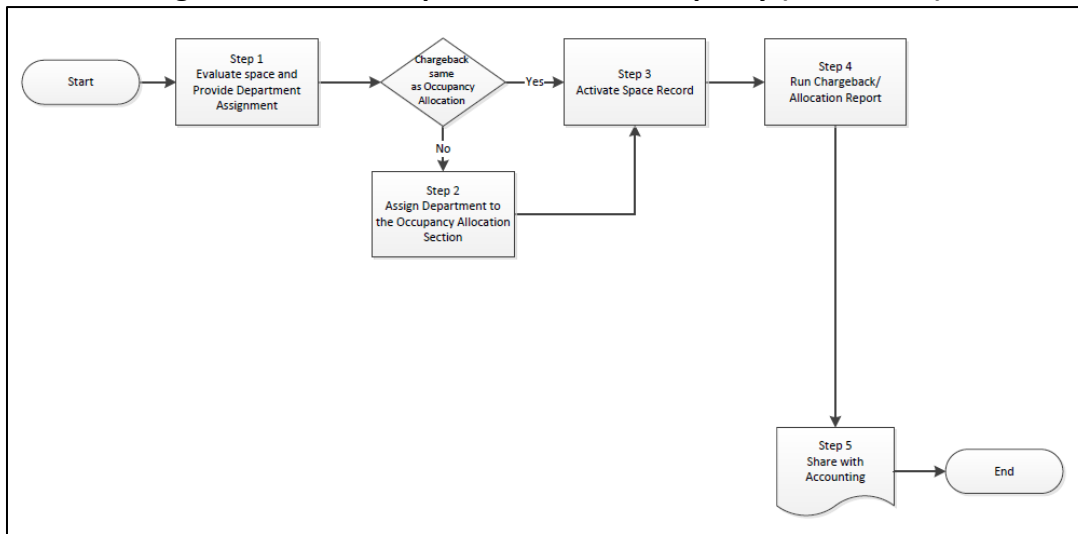 Start
Step 1
Evaluate space and
Provide Department
Assignment
Chargeback
same
as Occupancy
Allocation
Yes
No
Step 2
Assign Department to
the Occupancy Allocation
Section
Step 3
Activate Space Record
Step 4
Run Chargeback/
Allocation Report
Step 5
Share with
Accounting
End